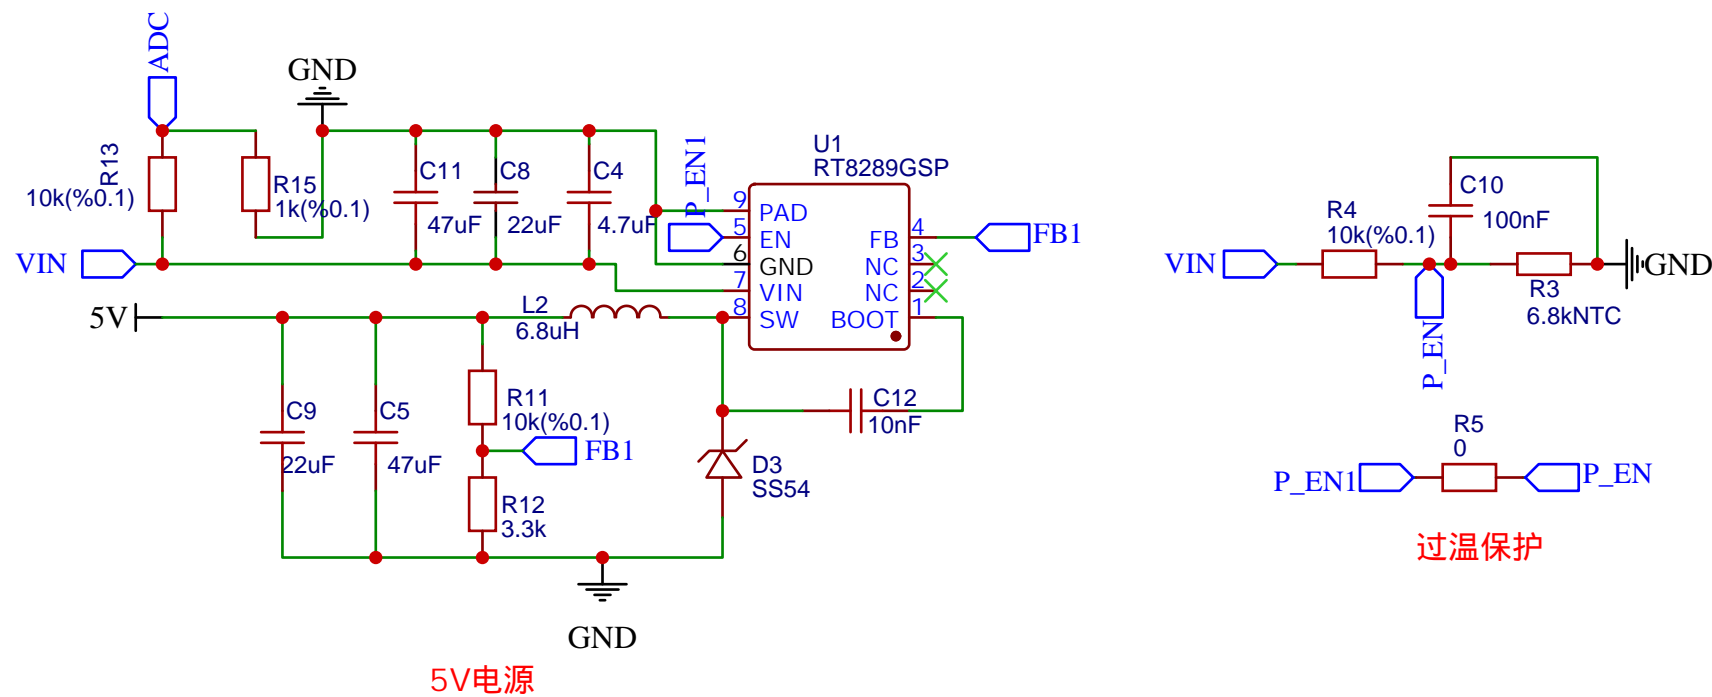 ADC
GND
R13
10k(%0.1)
R15
1k(%0.1)
C11
47uF
C8
22uF
C4
4.7uF
P_EN1
U1
RT8289GSP
9
PAD
5
EN
6
GND
7
VIN
8
SW
FB
4
NC
3
NC
2
BOOT
1
FB1
VIN
5V
L2
6.8uH
C9
22uF
C5
47uF
R11
10k(%0.1)
FB1
R12
3.3k
D3
SS54
C12
10nF
GND
5V电源
VIN
R4
10k(%0.1)
C10
100nF
P_EN
R3
6.8kNTC
GND
R5
0
P_EN1
P_EN
过温保护